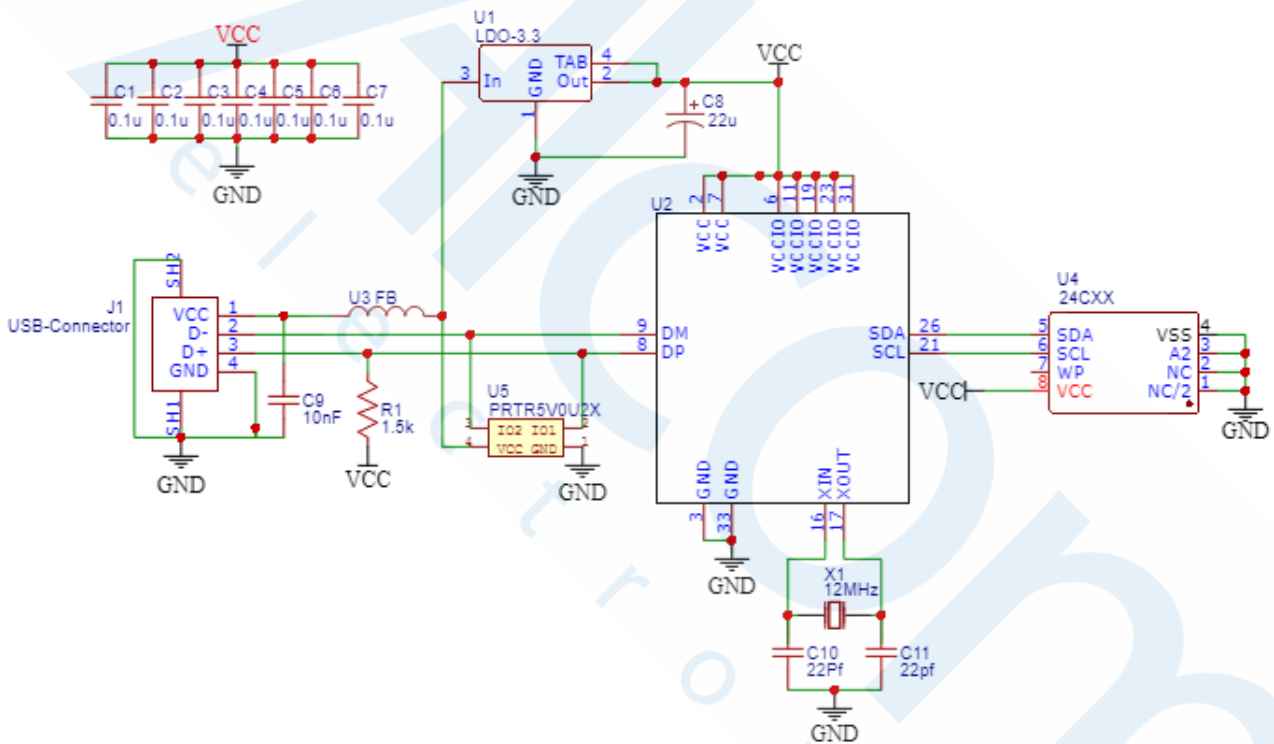 VCC
C1 C2 C3 C4 C5 C6 C7
0.1u 0.1u 0.1u 0.1u 0.1u 0.1u 0.1u
GND
U1
LDO-3.3
3 In
GND
1
TAB 4
Out 2
VCC
+
C8
22u
GND
U2
2 7 6 11 19 23 31
VCC VCC VCCIO VCCIO VCCIO VCCIO VCCIO
J1
USB-Connector
SH2
VCC 1
D- 2
D+ 3
GND 4
SH1
GND
U3 FB
C9
10nF
R1
1.5k
VCC
U5
PRTR5V0U2X
3 IO2 IO1 2
4 VCC GND 1
GND
9 DM
8 DP
SDA 26
SCL 21
GND GND
3 33
GND
XIN XOUT
16 17
X1
12MHz
C10
22Pf
C11
22pf
GND
U4
24CXX
5 SDA VSS 4
6 SCL A2 3
7 WP NC 2
8 VCC NC/2 1
VCC
GND
e - e c t r o
com